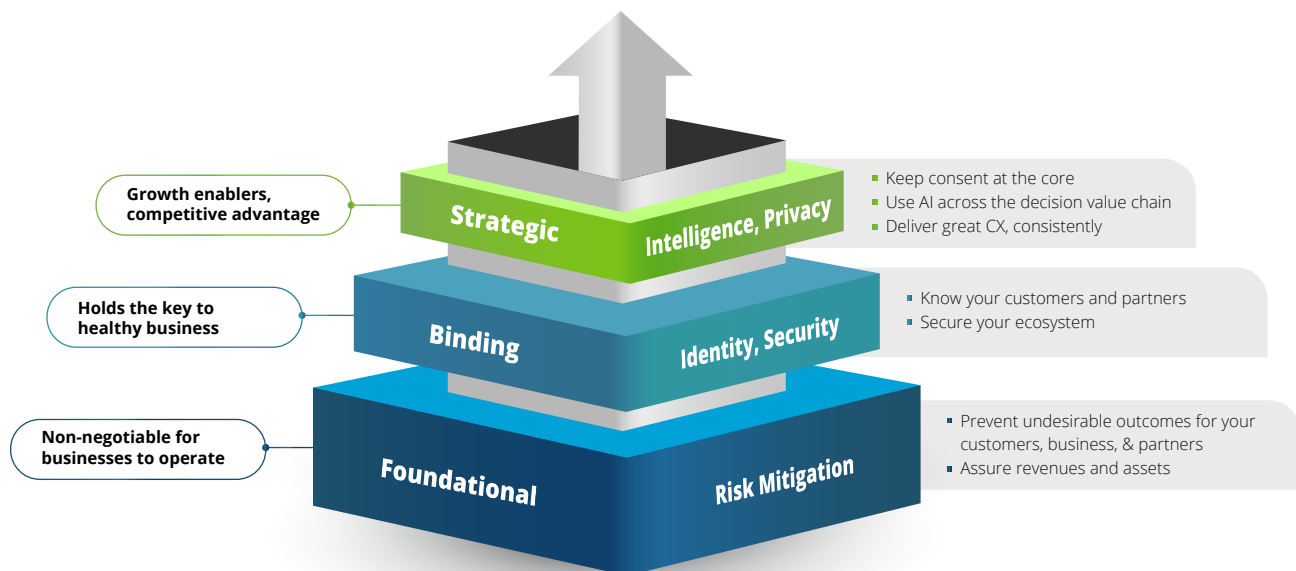 Growth enablers,
competitive advantage
Strategic
Intelligence, Privacy
Keep consent at the core
Use AI across the decision value chain
Deliver great CX, consistently
Holds the key to
healthy business
Binding
Identity, Security
Know your customers and partners
Secure your ecosystem
Non-negotiable for
businesses to operate
Foundational
Risk Mitigation
Prevent undesirable outcomes for your
customers, business, & partners
Assure revenues and assets